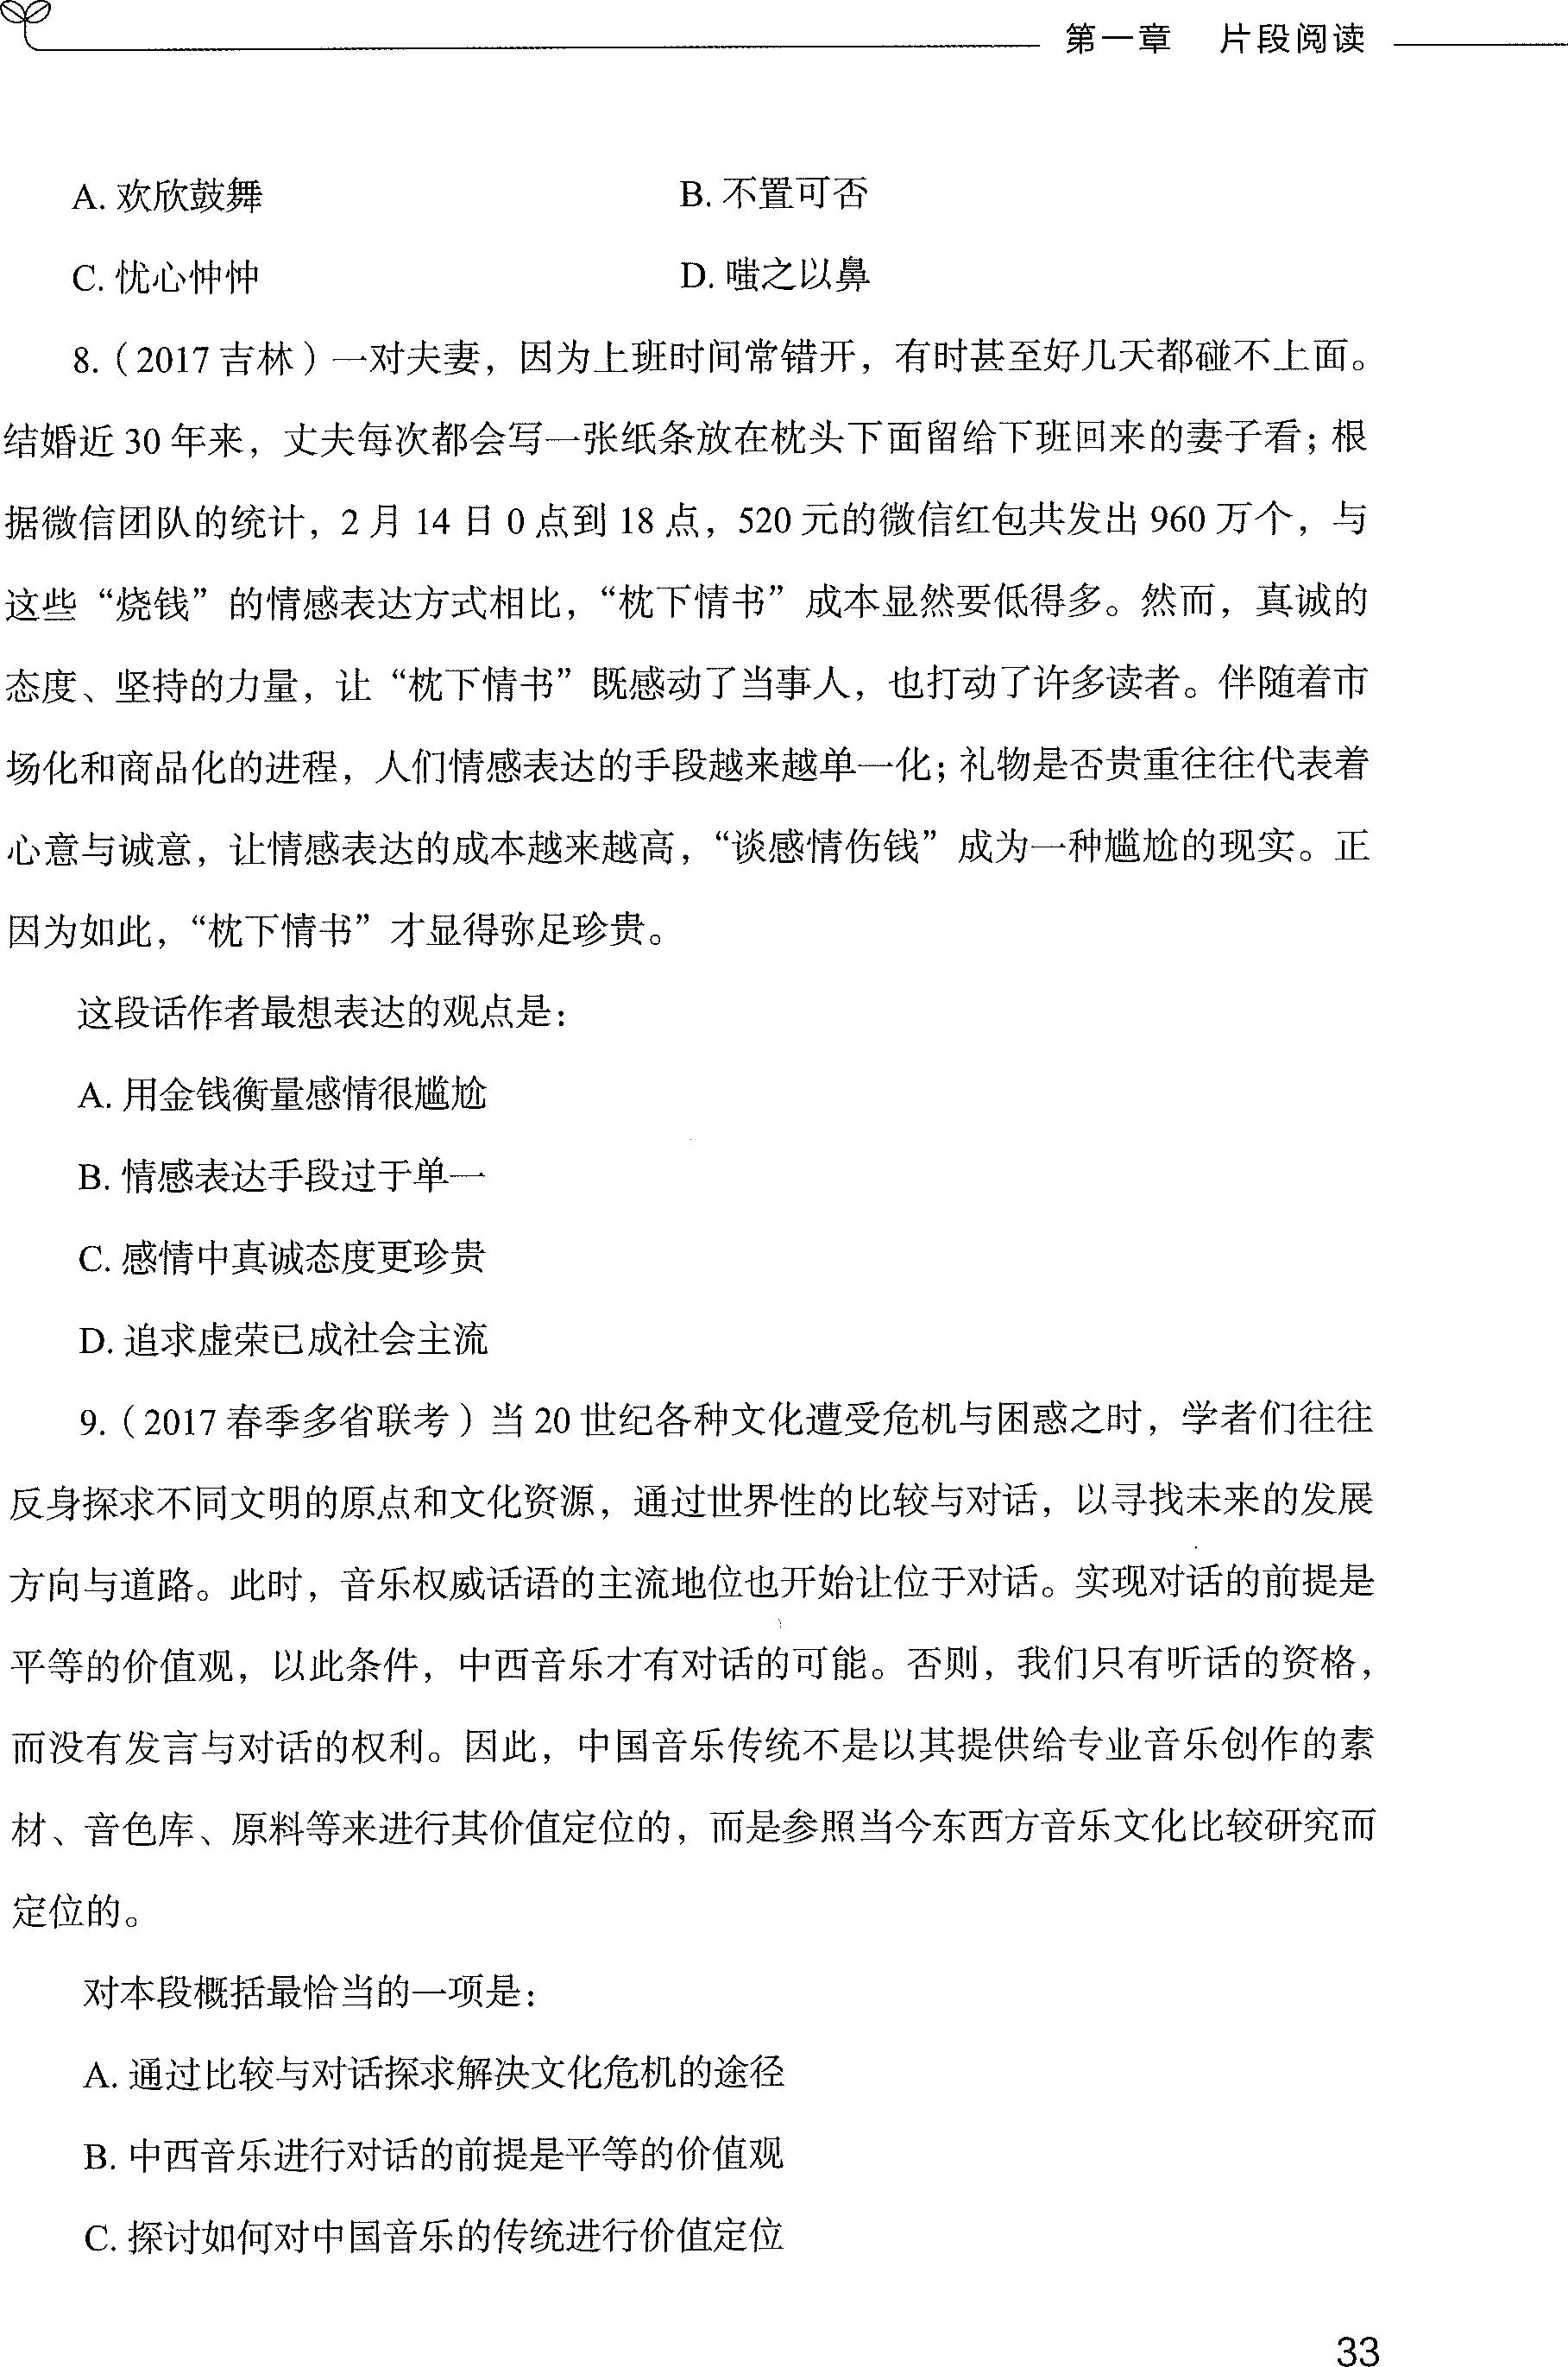 第一章 片段阅读
A. 欢欣鼓舞 B. 不置可否
C. 忧心忡忡 D. 嗤之以鼻
8.（2017 吉林）一对夫妻，因为上班时间常错开，有时甚至好几天都碰不上面。
结婚近 30 年来，丈夫每次都会写一张纸条放在枕头下面留给下班回来的妻子看；根
据微信团队的统计，2 月 14 日 0 点到 18 点，520 元的微信红包共发出 960 万个，与
这些“烧钱”的情感表达方式相比，“枕下情书”成本显然要低得多。然而，真诚的
态度、坚持的力量，让“枕下情书”既感动了当事人，也打动了许多读者。伴随着市
场化和商品化的进程，人们情感表达的手段越来越单一化；礼物是否贵重往往代表着
心意与诚意，让情感表达的成本越来越高，“谈感情伤钱”成为一种尴尬的现实。正
因为如此，“枕下情书”才显得弥足珍贵。
这段话作者最想表达的观点是：
A. 用金钱衡量感情很尴尬
B. 情感表达手段过于单一
C. 感情中真诚态度更珍贵
D. 追求虚荣已成社会主流
9.（2017 春季多省联考）当 20 世纪各种文化遭受危机与困惑之时，学者们往往
反身探求不同文明的原点和文化资源，通过世界性的比较与对话，以寻找未来的发展
方向与道路。此时，音乐权威话语的主流地位也开始让位于对话。实现对话的前提是
平等的价值观，以此条件，中西音乐才有对话的可能。否则，我们只有听话的资格，
而没有发言与对话的权利。因此，中国音乐传统不是以其提供给专业音乐创作的素
材、音色库、原料等来进行其价值定位的，而是参照当今东西方音乐文化比较研究而
定位的。
对本段概括最恰当的一项是：
A. 通过比较与对话探求解决文化危机的途径
B. 中西音乐进行对话的前提是平等的价值观
C. 探讨如何对中国音乐的传统进行价值定位
33